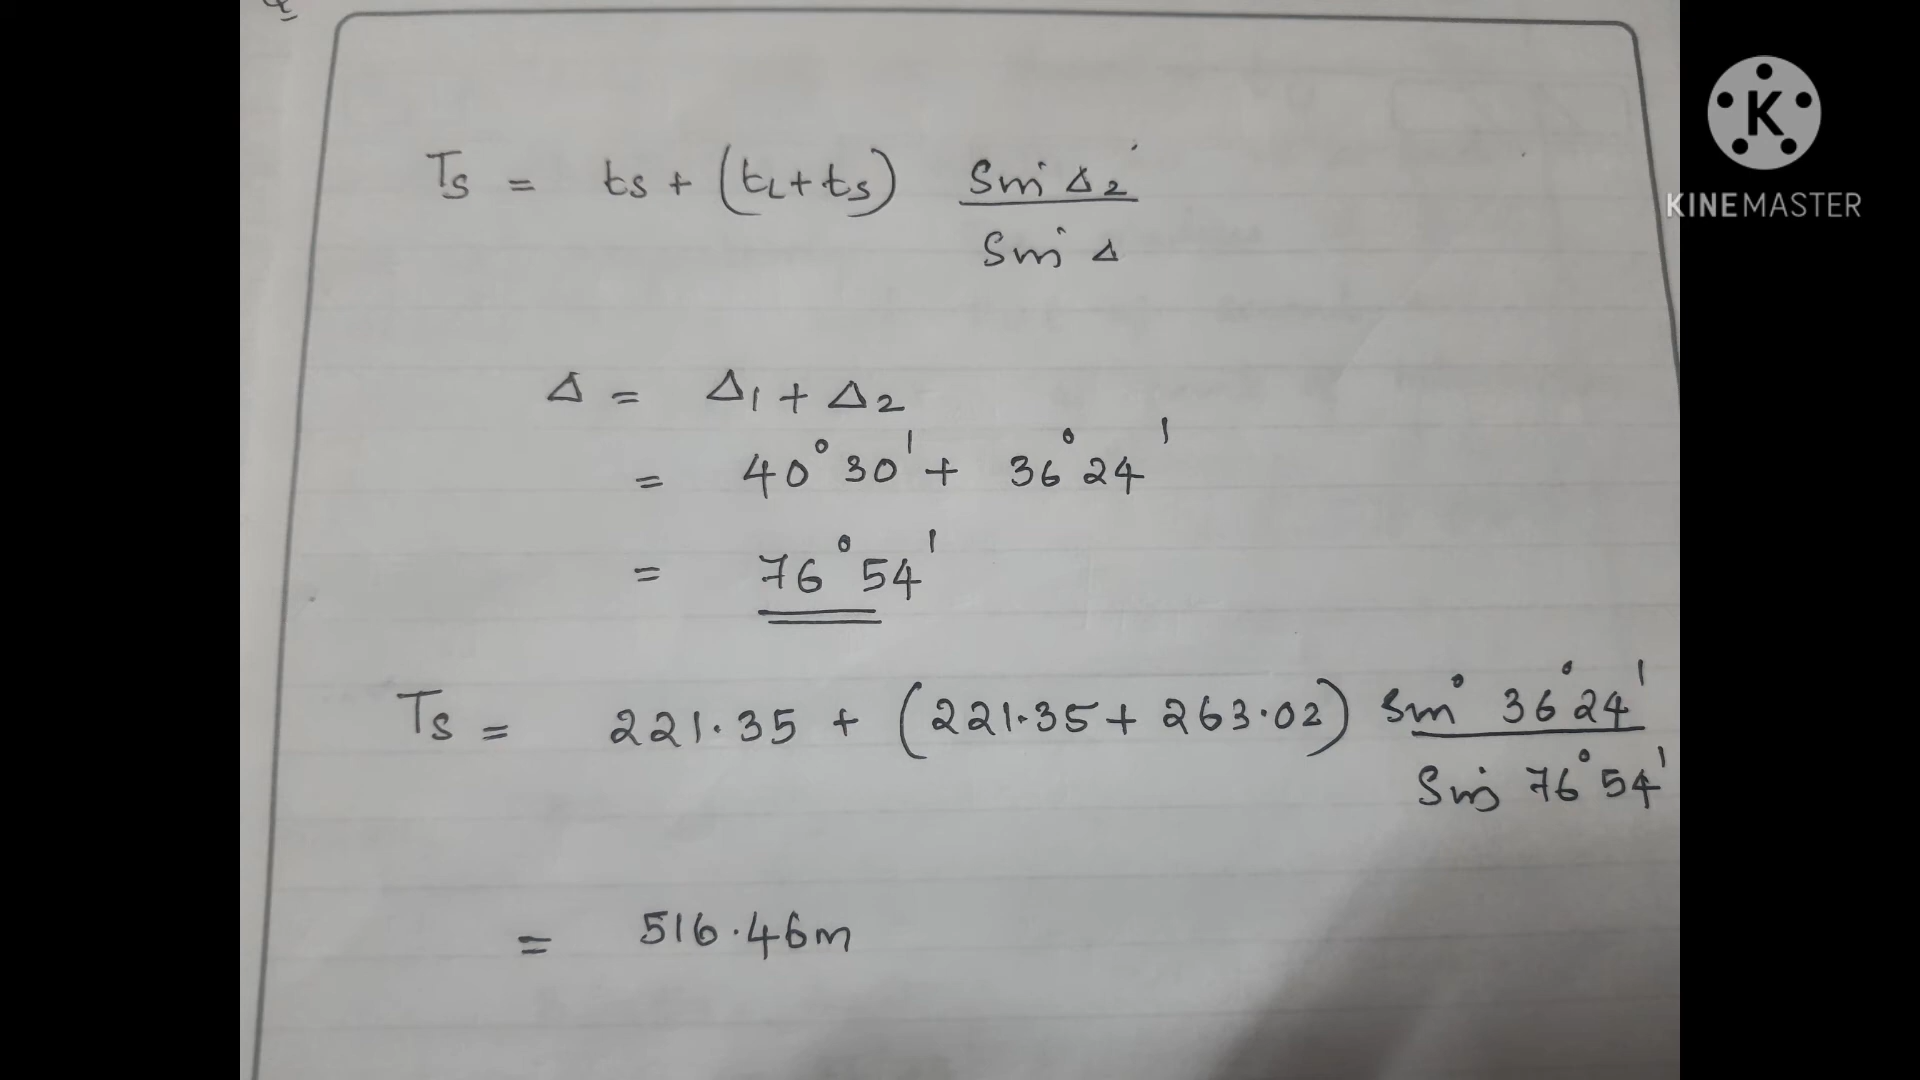 Ts = ts + (tL + ts) Sin Δ2 / Sin Δ
KINEMASTER
Δ = Δ1 + Δ2
= 40°30' + 36°24'
= 76°54'
Ts = 221.35 + (221.35 + 263.02) Sin 36°24' / Sin 76°54'
= 516.46m